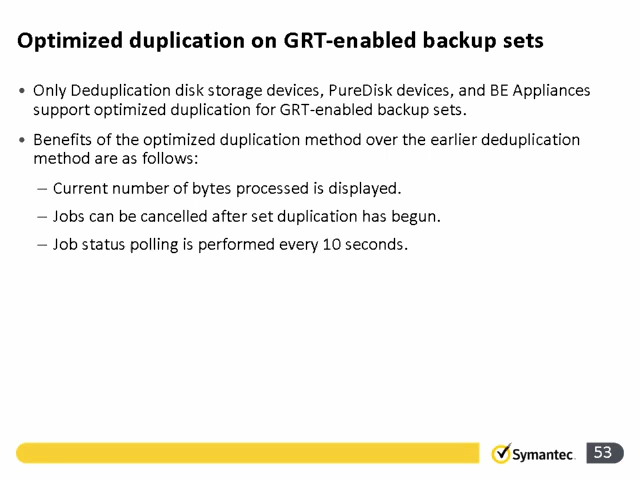 Optimized duplication on GRT-enabled backup sets
• Only Deduplication disk storage devices, PureDisk devices, and BE Appliances
support optimized duplication for GRT-enabled backup sets.
• Benefits of the optimized duplication method over the earlier deduplication
method are as follows:
– Current number of bytes processed is displayed.
– Jobs can be cancelled after set duplication has begun.
– Job status polling is performed every 10 seconds.
Symantec.
53